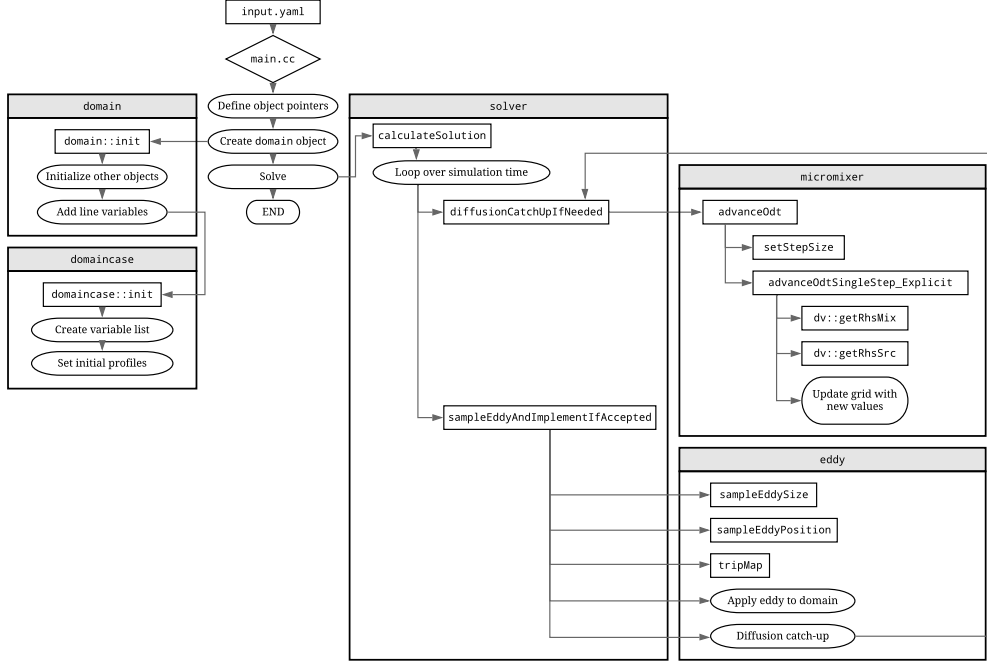 input.yaml
main.cc
Define object pointers
Create domain object
Solve
END
domain
domain::init
Initialize other objects
Add line variables
domaincase
domaincase::init
Create variable list
Set initial profiles
solver
calculateSolution
Loop over simulation time
diffusionCatchUpIfNeeded
sampleEddyAndImplementIfAccepted
micromixer
advanceOdt
setStepSize
advanceOdtSingleStep_Explicit
dv::getRhsMix
dv::getRhsSrc
Update grid with
new values
eddy
sampleEddySize
sampleEddyPosition
tripMap
Apply eddy to domain
Diffusion catch-up